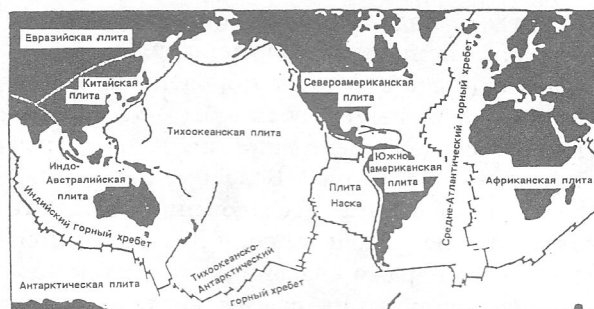 Евразийская плита
Китайская
плита
Североамериканская
плита
Тихоокеанская плита
Средне-Атлантический горный хребет
Индо-
Австралийская
плита
Южно-
американская
плита
Африканская плита
Плита
Наска
Индийский горный хребет
Тихоокеанско-
Антарктический
горный хребет
Антарктическая плита